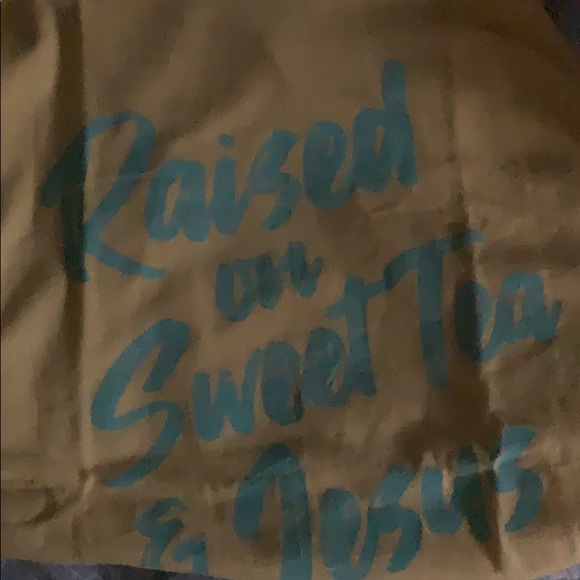 Raised
on
Sweet Tea
& Jesus